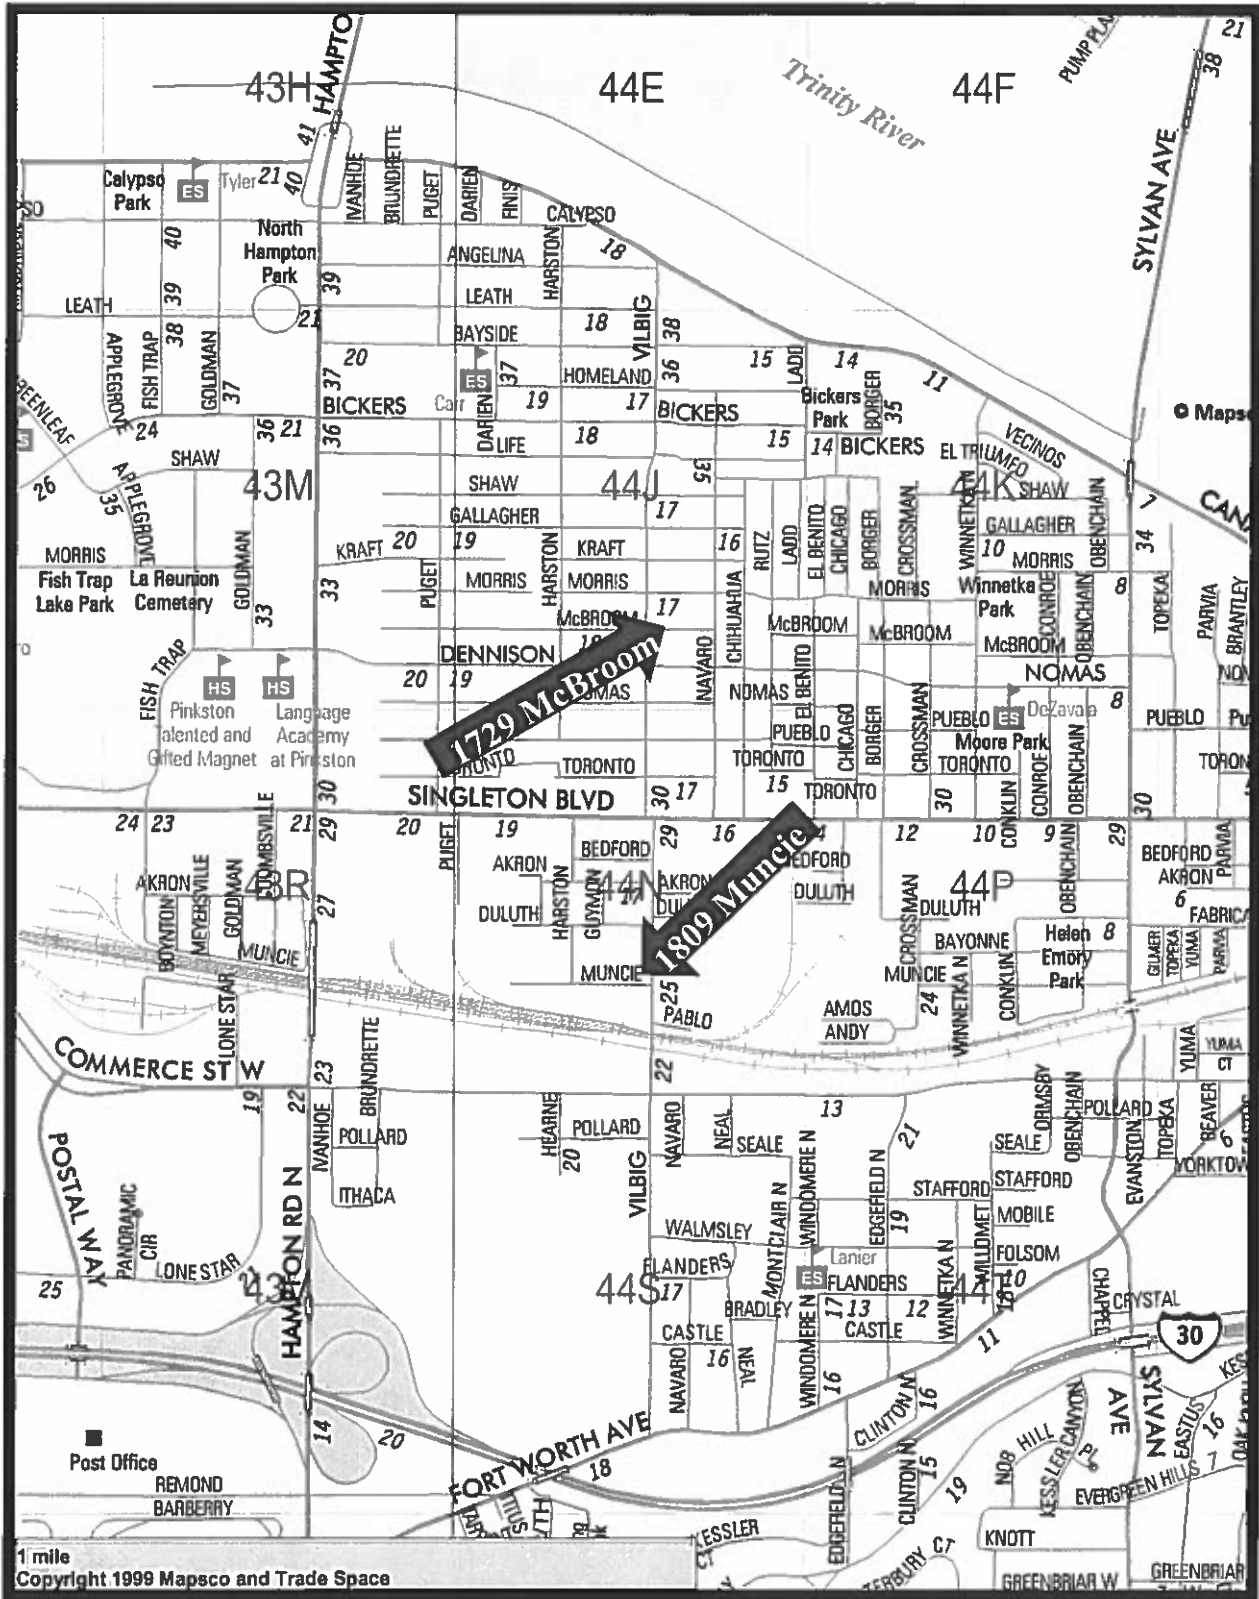 43H
HAMPTO
44E
Trinity River
44F
PUMP PLA
21
38
41
40
SYLVAN AVE
Calypso
Park
ES
Tyler
21
IVANHOE
BRUNDRETTE
PUGET
DARIEN
FINIS
CALYPSO
40
North
Hampton
Park
ANGELINA
HARSTON
18
39
39
LEATH
LEATH
21
38
BAYSIDE
18
VILBIG
38
APPLEGROVE
FISH TRAP
GOLDMAN
37
20
37
ES
Carr
37
HOMELAND
36
15
LADD
14
11
BICKERS
19
17
BICKERS
Bickers
Park
BORGER
35
24
36
21
36
DARIEN
LIFE
18
15
14
BICKERS
VECINOS
EL TRIUMFO
SHAW
26
APPLEGROVE
35
43M
SHAW
44J
35
44K
SHAW
7
GALLAGHER
17
GALLAGHER
34
MORRIS
Fish Trap
Lake Park
La Reunion
Cemetery
GOLDMAN
33
33
KRAFT
20
19
KRAFT
16
RUTZ
LADD
EL BENITO
CHICAGO
BORGER
CROSSMAN
WINNETKA N
10
MORRIS
OBENCHAIN
PUGET
MORRIS
HARSTON
MORRIS
CHIHUAHUA
MORRIS
Winnetka
Park
CONROE
OBENCHAIN
8
TOPEKA
PARVIA
BRANTLEY
McBROOM
17
McBROOM
McBROOM
McBROOM
FISH TRAP
DENNISON
1729 McBroom
NAVARO
NOMAS
HS
HS
20
19
NOMAS
EL BENITO
8
Pinkston
Language
Academy
Gifted Magnet
at Pinkston
PUEBLO
CHICAGO
BORGER
CROSSMAN
PUEBLO
ES
DeZavala
Moore Park
PUEBLO
TORONTO
TORONTO
TORONTO
OBENCHAIN
30
SINGLETON BLVD
30
17
15
TORONTO
30
CONKLIN
CONROE
30
24
23
21
29
20
PUGET
19
29
16
12
10
9
29
BEDFORD
BEDFORD
PARVIA
AKRON
43R
AKRON
44N
AKRON
DULUTH
44P
OBENCHAIN
AKRON
BOYNTON
MEYERSVILLE
GOLDMAN
27
DULUTH
HARSTON
GUYMON
17
1809 Muncie
CROSSMAN
DULUTH
6
MUNCIE
BAYONNE
Helen
Emory
Park
8
GILMER
TOPEKA
YUMA
PARVIA
MUNCIE
MUNCIE
WINNETKA N
CONKLIN
LONE STAR
25
PABLO
AMOS
ANDY
24
COMMERCE ST W
23
BRUNDRETTE
22
YUMA
YUMA
CT
19
22
IVANHOE
POLLARD
HEARNE
20
POLLARD
NAVARO
NEAL
SEALE
13
21
ORMSBY
OBENCHAIN
POLLARD
TOPEKA
BEAVER
6
SEALE
EVANSTON
POSTAL WAY
ITHACA
VILBIG
MONTCLAIR N
WINDOMERE N
EDGEFIELD N
19
STAFFORD
STAFFORD
PANORAMIC
CIR
HAMPTON RD N
WALMSLEY
WILLOMET
MOBILE
LONE STAR
21
FLANDERS
ES
Lanier
FLANDERS
WINNETKA N
FOLSOM
25
44S
17
BRADLEY
17
13
12
10
18
CHAPPELL
CRYSTAL
CASTLE
16
WINDOMERE N
CASTLE
11
30
NAVARO
NEAL
16
14
20
FORT WORTH AVE
CLINTON N
16
SYLVAN
AVE
EASTUS
16
Post Office
18
EDGEFIELD N
CLINTON N
15
19
NOB HILL
KESSLER CANYON
PL
REMOND
EVERGREEN HILLS
7
BARBERRY
KESSLER
CT
KNOTT
1 mile
GREENBRIAR W
GREENBRIAR
Copyright 1999 Mapsco and Trade Space